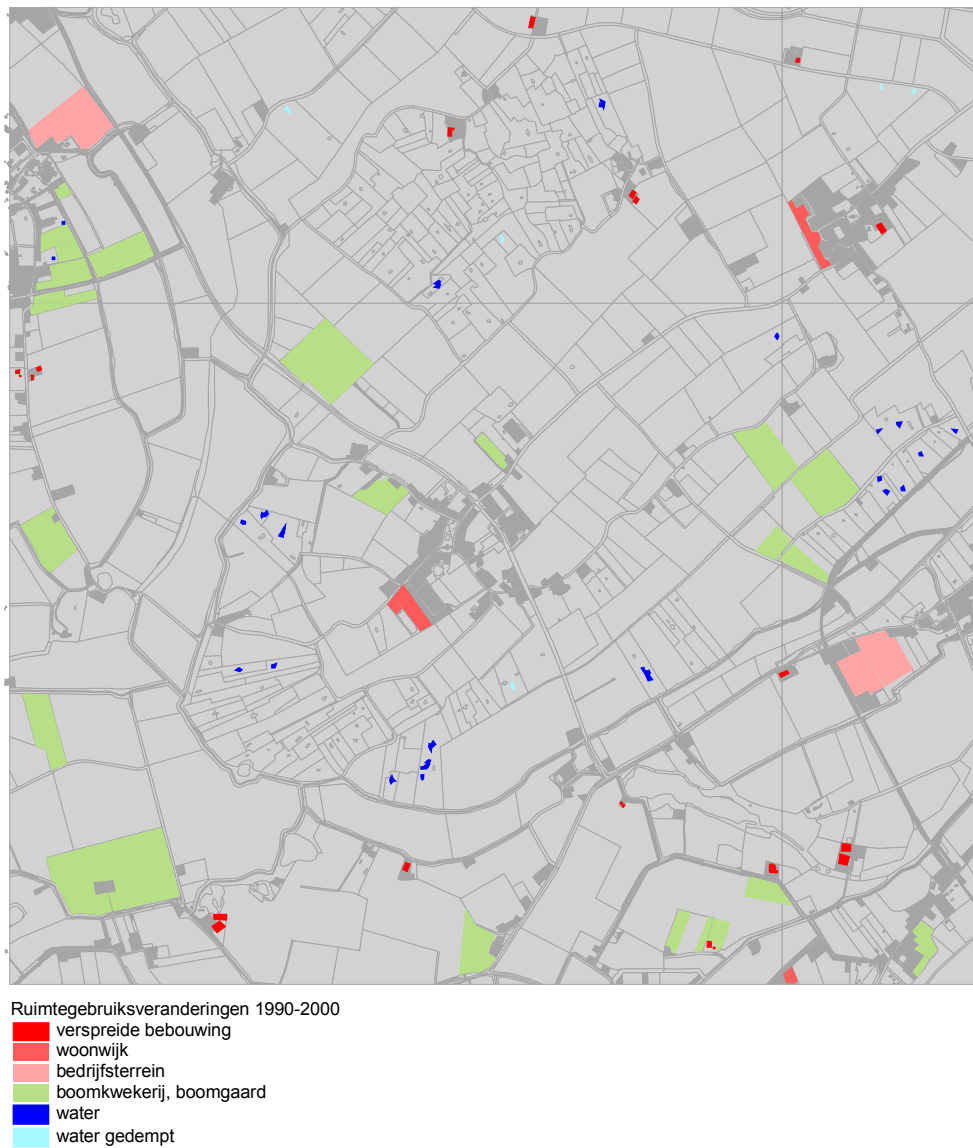 Ruimtegebruiksveranderingen 1990-2000
verspreide bebouwing
woonwijk
bedrijfsterrein
boomkwekerij, boomgaard
water
water gedempt